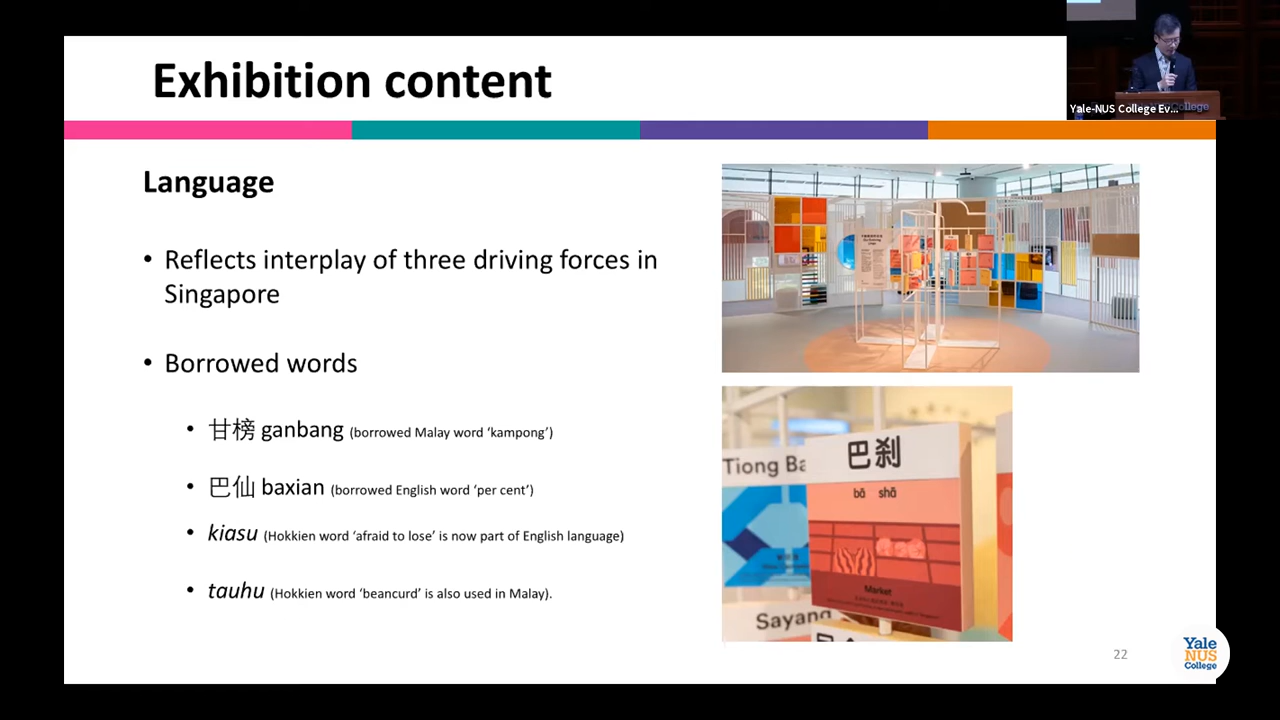 Exhibition content
Yale-NUS College Ev...
College
Language
• Reflects interplay of three driving forces in
Singapore
• Borrowed words
• 甘榜 ganbang (borrowed Malay word ‘kampong’)
• 巴仙 baxian (borrowed English word ‘per cent’)
• kiasu (Hokkien word ‘afraid to lose’ is now part of English language)
• tauhu (Hokkien word ‘beancurd’ is also used in Malay).
Tiong Ba
巴刹
bā shā
Market
Sayang
22
Yale
NUS
College